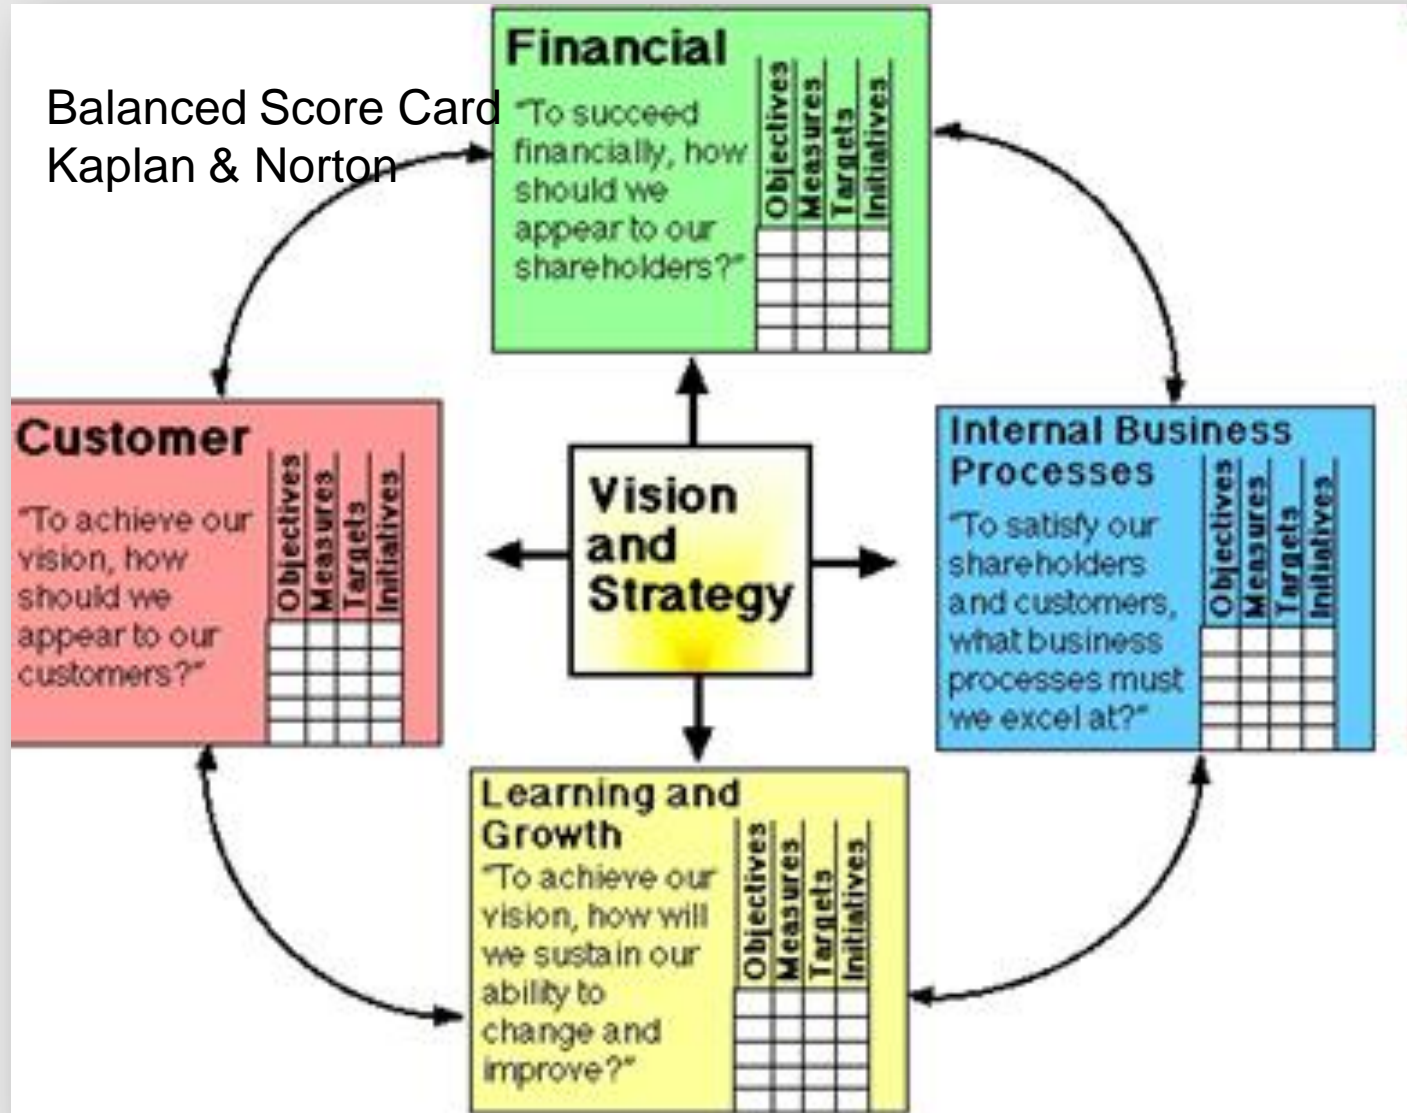 Balanced Score Card
Kaplan & Norton
Financial
"To succeed
financially, how
should we
appear to our
shareholders?"
Objectives
Measures
Targets
Initiatives
Customer
"To achieve our
vision, how
should we
appear to our
customers?"
Objectives
Measures
Targets
Initiatives
Vision
and
Strategy
Internal Business
Processes
"To satisfy our
shareholders
and customers,
what business
processes must
we excel at?"
Objectives
Measures
Targets
Initiatives
Learning and
Growth
"To achieve our
vision, how will
we sustain our
ability to
change and
improve?"
Objectives
Measures
Targets
Initiatives